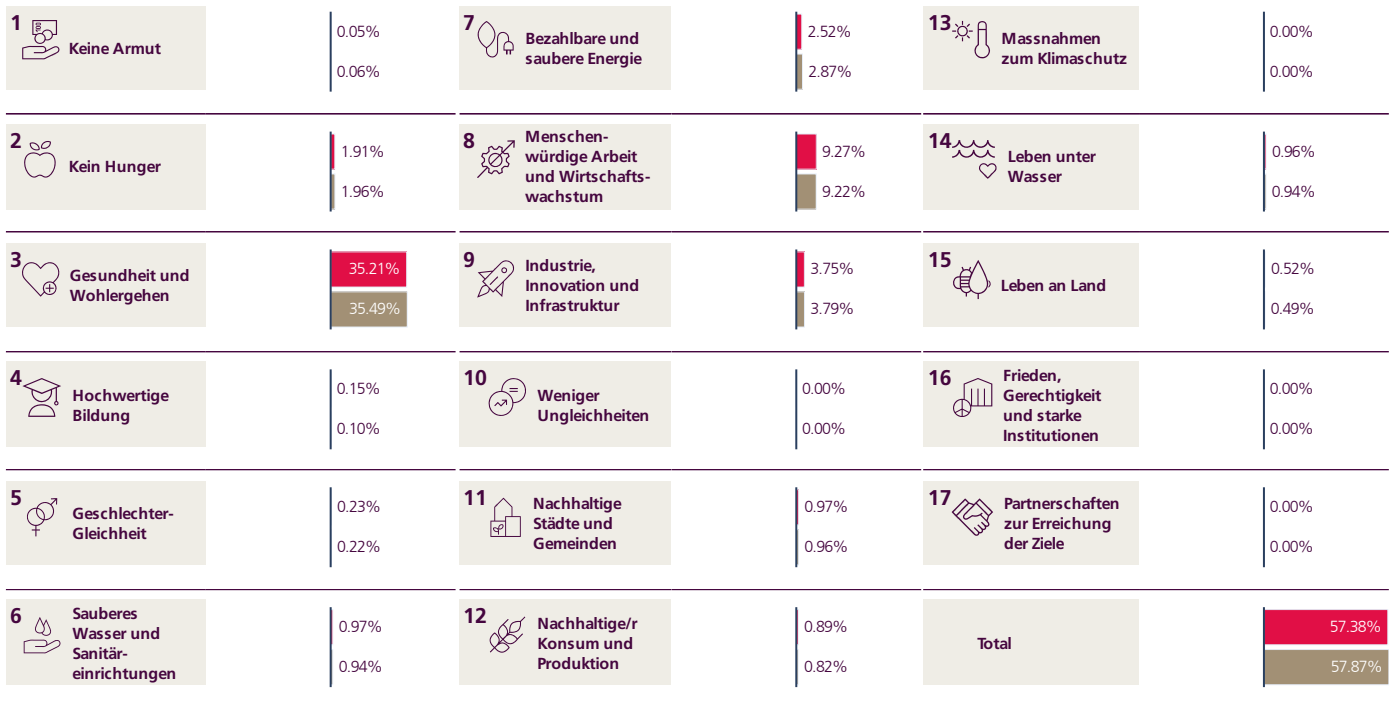 1
Keine Armut
0.05%
0.06%
2
Kein Hunger
1.91%
1.96%
3
Gesundheit und
Wohlergehen
35.21%
35.49%
4
Hochwertige
Bildung
0.15%
0.10%
5
Geschlechter-
Gleichheit
0.23%
0.22%
6
Sauberes
Wasser und
Sanitär-
einrichtungen
0.97%
0.94%
7
Bezahlbare und
saubere Energie
2.52%
2.87%
8
Menschen-
würdige Arbeit
und Wirtschafts-
wachstum
9.27%
9.22%
9
Industrie,
Innovation und
Infrastruktur
3.75%
3.79%
10
Weniger
Ungleichheiten
0.00%
0.00%
11
Nachhaltige
Städte und
Gemeinden
0.97%
0.96%
12
Nachhaltige/r
Konsum und
Produktion
0.89%
0.82%
13
Massnahmen
zum Klimaschutz
0.00%
0.00%
14
Leben unter
Wasser
0.96%
0.94%
15
Leben an Land
0.52%
0.49%
16
Frieden,
Gerechtigkeit
und starke
Institutionen
0.00%
0.00%
17
Partnerschaften
zur Erreichung
der Ziele
0.00%
0.00%
Total
57.38%
57.87%